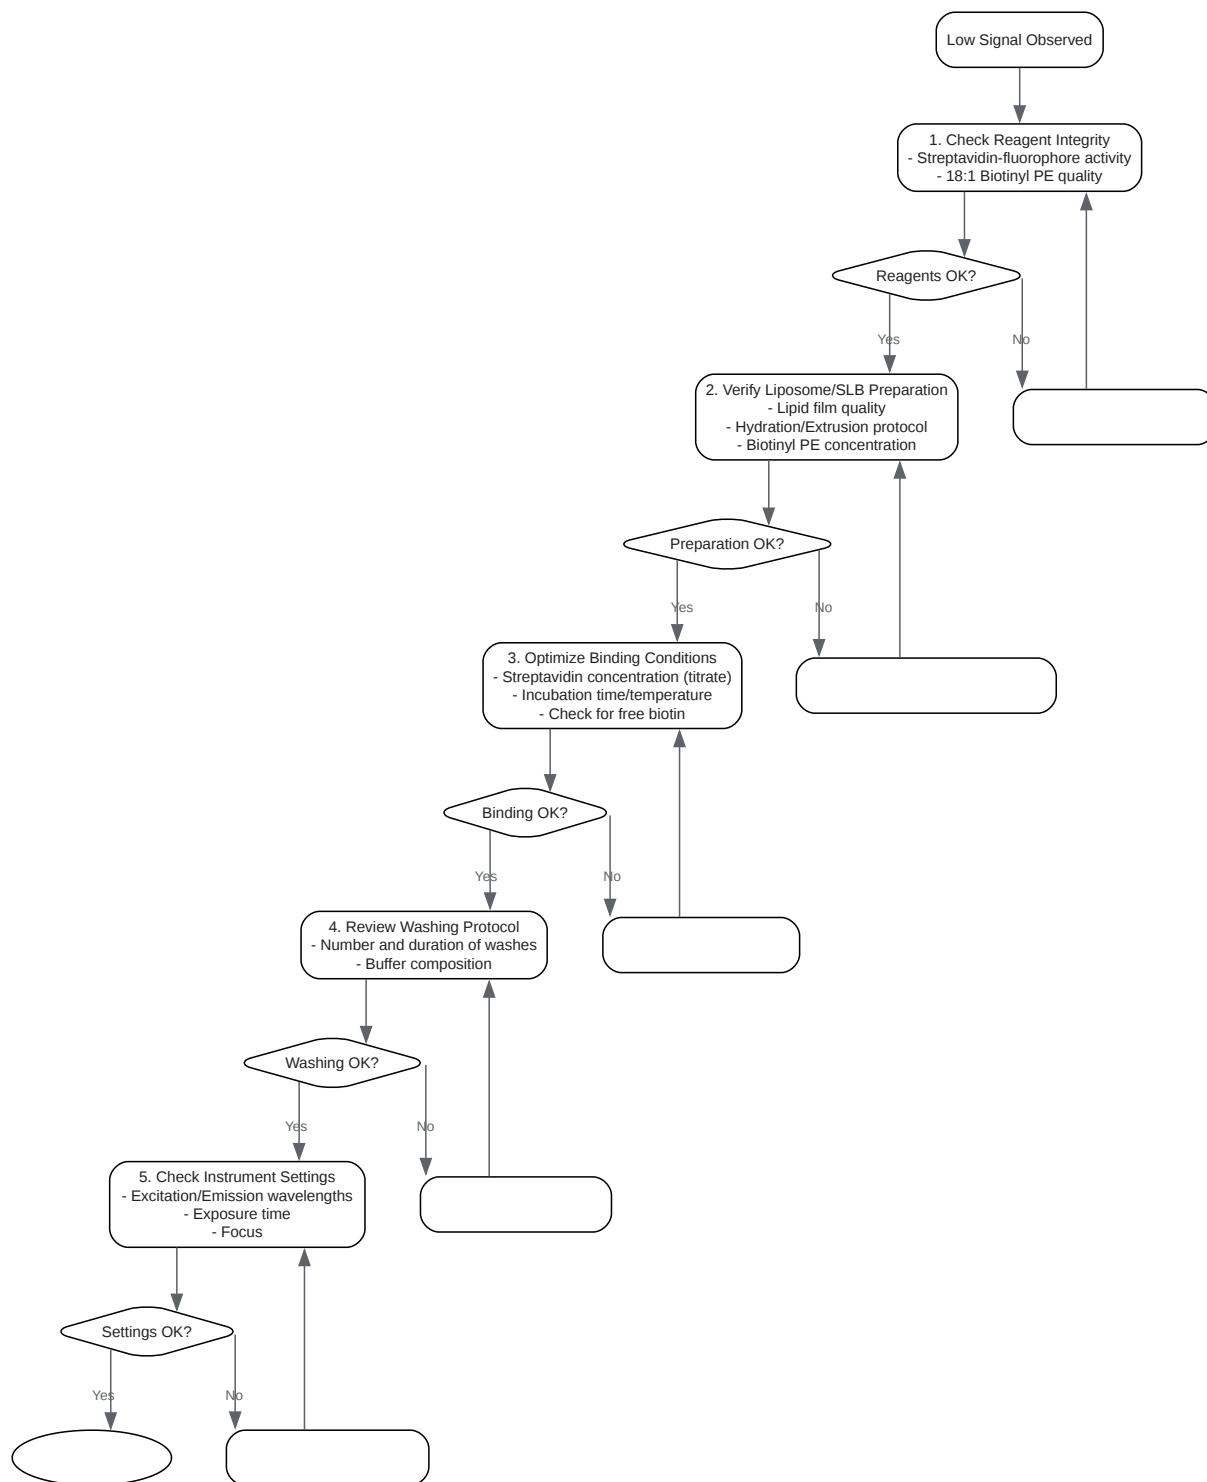 Low Signal Observed
1. Check Reagent Integrity
- Streptavidin-fluorophore activity
- 18:1 Biotinyl PE quality
Reagents OK?
Yes
No
2. Verify Liposome/SLB Preparation
- Lipid film quality
- Hydration/Extrusion protocol
- Biotinyl PE concentration
Preparation OK?
Yes
No
3. Optimize Binding Conditions
- Streptavidin concentration (titrate)
- Incubation time/temperature
- Check for free biotin
Binding OK?
Yes
No
4. Review Washing Protocol
- Number and duration of washes
- Buffer composition
Washing OK?
Yes
No
5. Check Instrument Settings
- Excitation/Emission wavelengths
- Exposure time
- Focus
Settings OK?
Yes
No